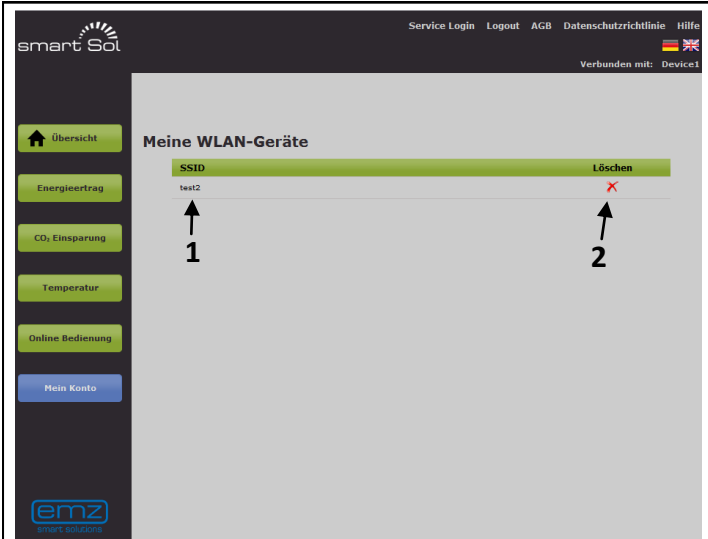 smart Sol
Service Login Logout AGB Datenschutzrichtlinie Hilfe
Verbunden mit: Device1
Übersicht
Energieertrag
CO₂ Einsparung
Temperatur
Online Bedienung
Mein Konto
Meine WLAN-Geräte
SSID Löschen
test2
1 2
emz
smart solutions